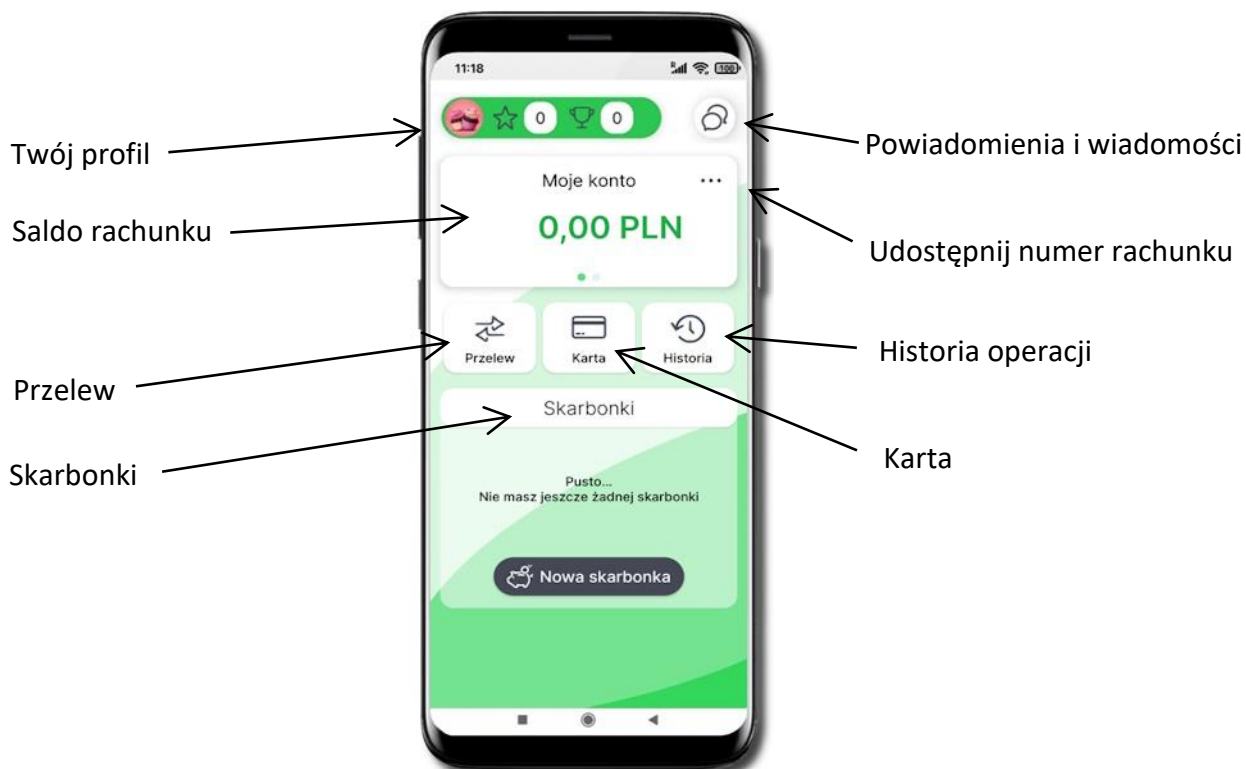 11:18
R
100
0
0
Twój profil
Powiadomienia i wiadomości
Moje konto
...
Saldo rachunku
0,00 PLN
Udostępnij numer rachunku
Przelew
Karta
Historia
Historia operacji
Przelew
Skarbonki
Karta
Skarbonki
Pusto...
Nie masz jeszcze żadnej skarbonki
Nowa skarbonka